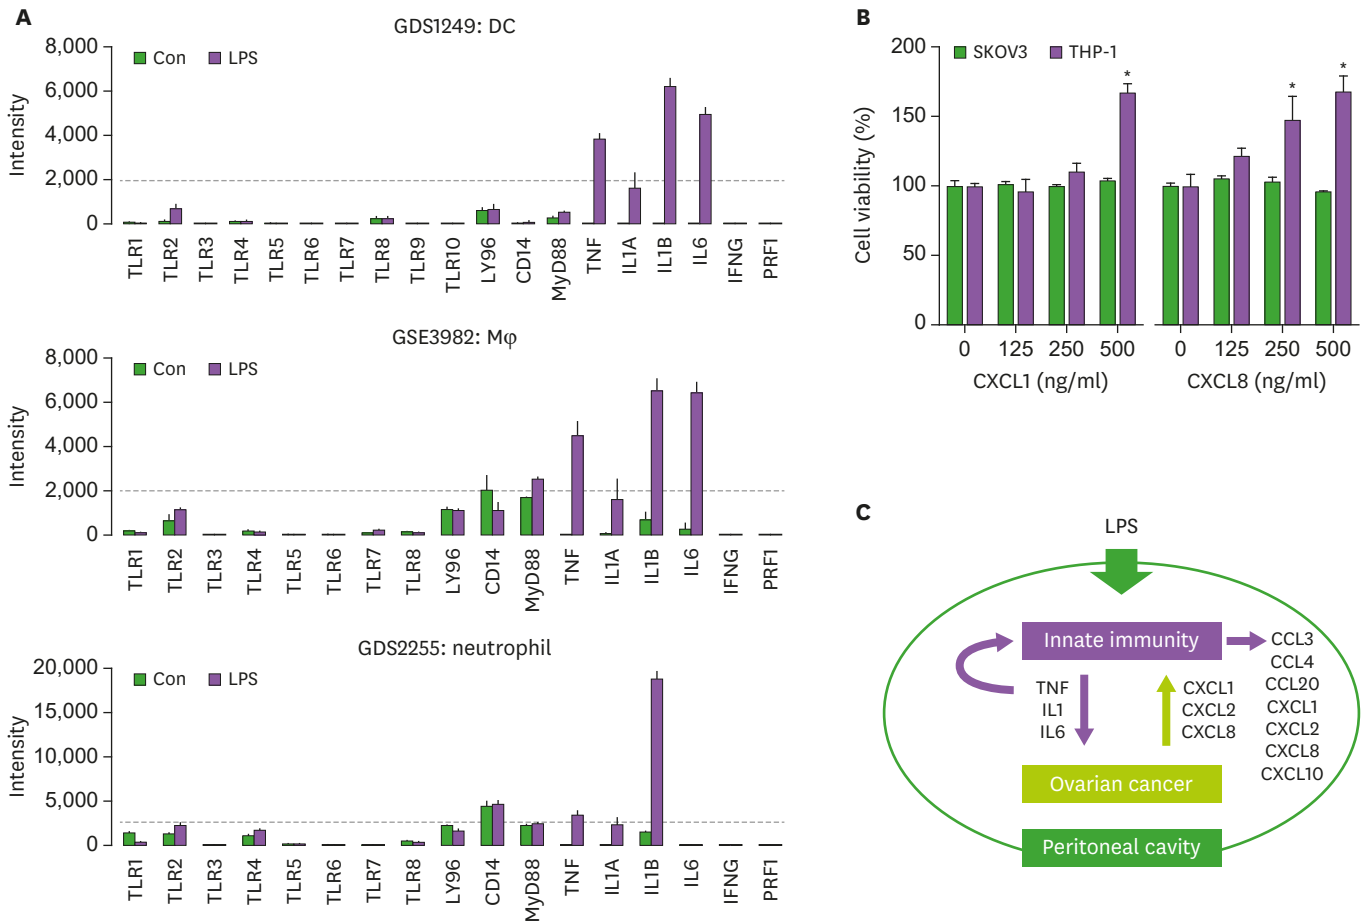 A
GDS1249: DC
Con LPS
Intensity
8,000
6,000
4,000
2,000
0
TLR1 TLR2 TLR3 TLR4 TLR5 TLR6 TLR7 TLR8 TLR9 TLR10 LY96 CD14 MyD88 TNF IL1A IL1B IL6 IFNG PRF1
GSE3982: Mφ
Con LPS
Intensity
8,000
6,000
4,000
2,000
0
TLR1 TLR2 TLR3 TLR4 TLR5 TLR6 TLR7 TLR8 LY96 CD14 MyD88 TNF IL1A IL1B IL6 IFNG PRF1
GDS2255: neutrophil
Con LPS
Intensity
20,000
15,000
10,000
5,000
0
TLR1 TLR2 TLR3 TLR4 TLR5 TLR6 TLR7 TLR8 LY96 CD14 MyD88 TNF IL1A IL1B IL6 IFNG PRF1
B
SKOV3 THP-1
Cell viability (%)
200
150
100
50
0
* * *
0 125 250 500 0 125 250 500
CXCL1 (ng/ml) CXCL8 (ng/ml)
C
LPS
Innate immunity
TNF
IL1
IL6
CXCL1
CXCL2
CXCL8
CCL3
CCL4
CCL20
CXCL1
CXCL2
CXCL8
CXCL10
Ovarian cancer
Peritoneal cavity